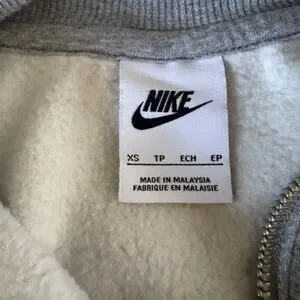 NIKE
XS TP ECH EP
MADE IN MALAYSIA
FABRIQUE EN MALAISIE